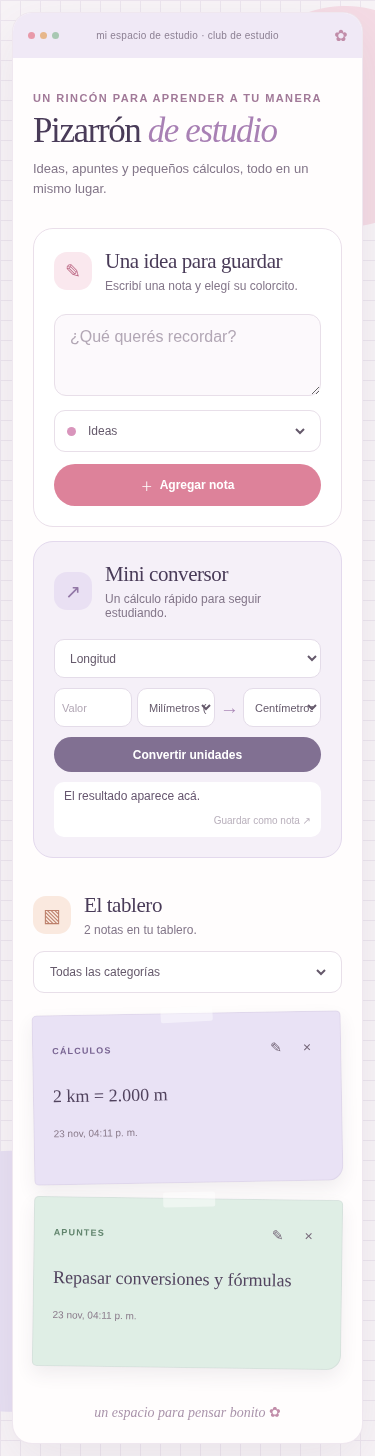 mi espacio de estudio · club de estudio
UN RINCÓN PARA APRENDER A TU MANERA
Pizarrón de estudio
Ideas, apuntes y pequeños cálculos, todo en un
mismo lugar.
Una idea para guardar
Escribí una nota y elegí su colorcito.
¿Qué querés recordar?
Ideas
+ Agregar nota
Mini conversor
Un cálculo rápido para seguir
estudiando.
Longitud
Valor
Milímetros (
→
Centímetros
Convertir unidades
El resultado aparece acá.
Guardar como nota ↗
El tablero
2 notas en tu tablero.
Todas las categorías
CÁLCULOS
2 km = 2.000 m
23 nov, 04:11 p. m.
APUNTES
Repasar conversiones y fórmulas
23 nov, 04:11 p. m.
un espacio para pensar bonito ✿